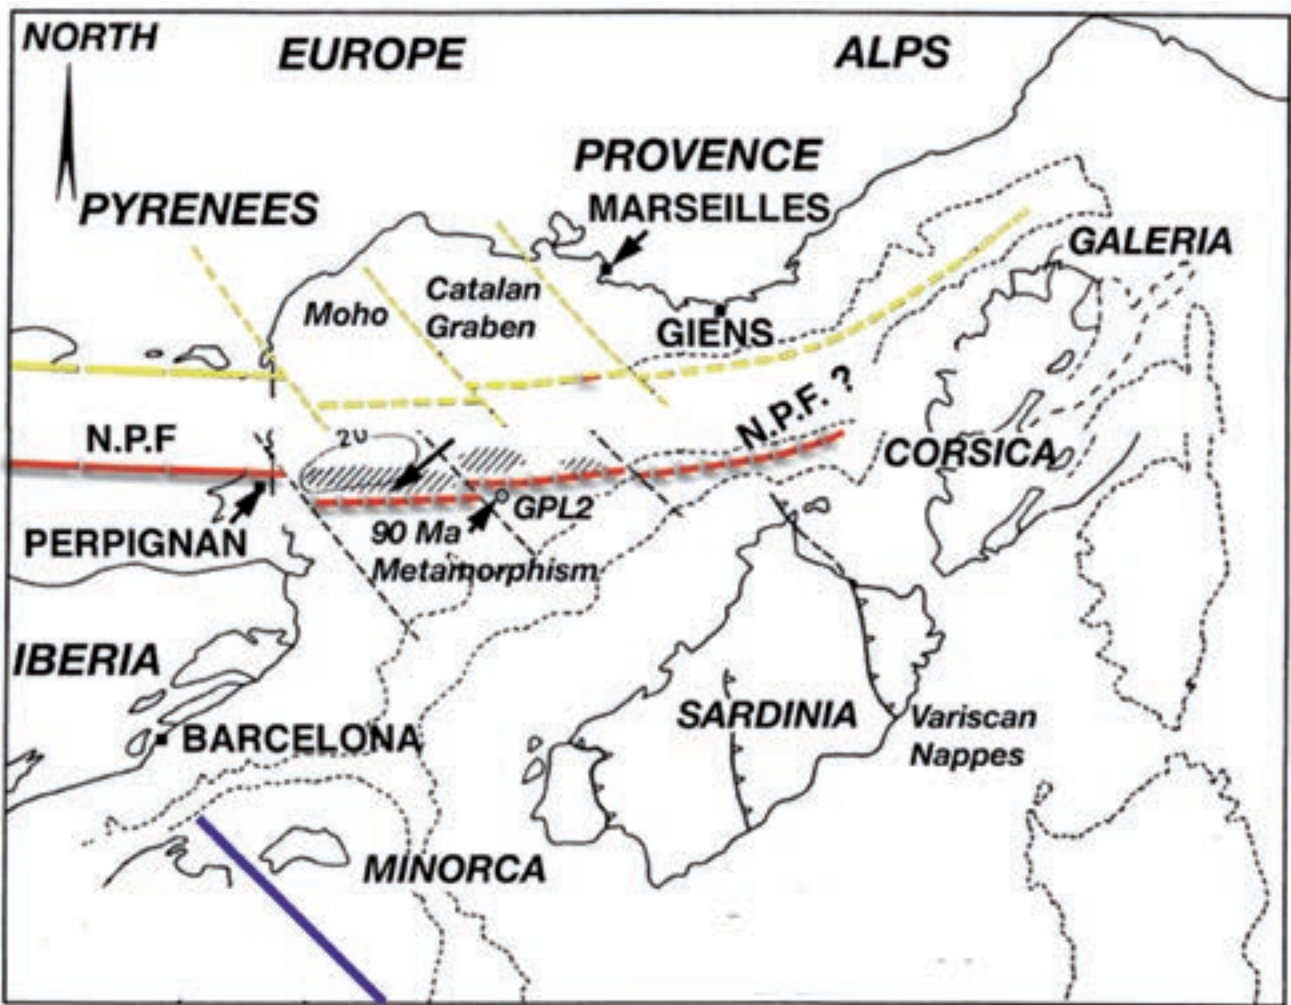 NORTH
EUROPE
ALPS
PROVENCE
MARSEILLES
PYRENEES
GALERIA
Catalan
Graben
Moho
GIENS
N.P.F. ?
N.P.F
20
CORSICA
GPL2
PERPIGNAN
90 Ma
Metamorphism
IBERIA
SARDINIA
Variscan
Nappes
BARCELONA
MINORCA